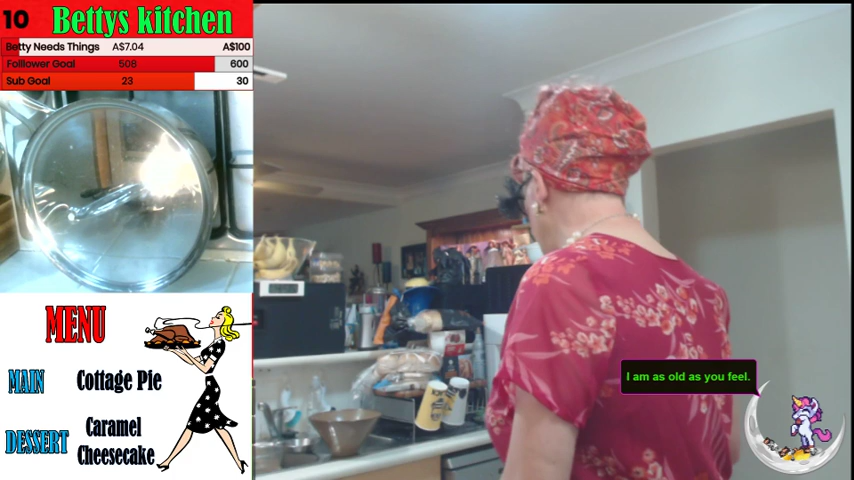 10
Bettys kitchen
Betty Needs Things A$7.04 A$100
Folllower Goal 508 600
Sub Goal 23 30
MENU
MAIN Cottage Pie
DESSERT Caramel
Cheesecake
I am as old as you feel.